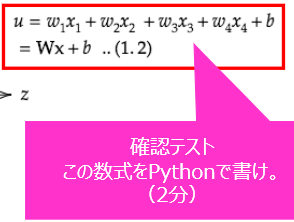 u = w₁x₁ + w₂x₂ + w₃x₃ + w₄x₄ + b
= Wx + b ..(1.2)
➢ z
確認テスト
この数式をPythonで書け。
（2分）